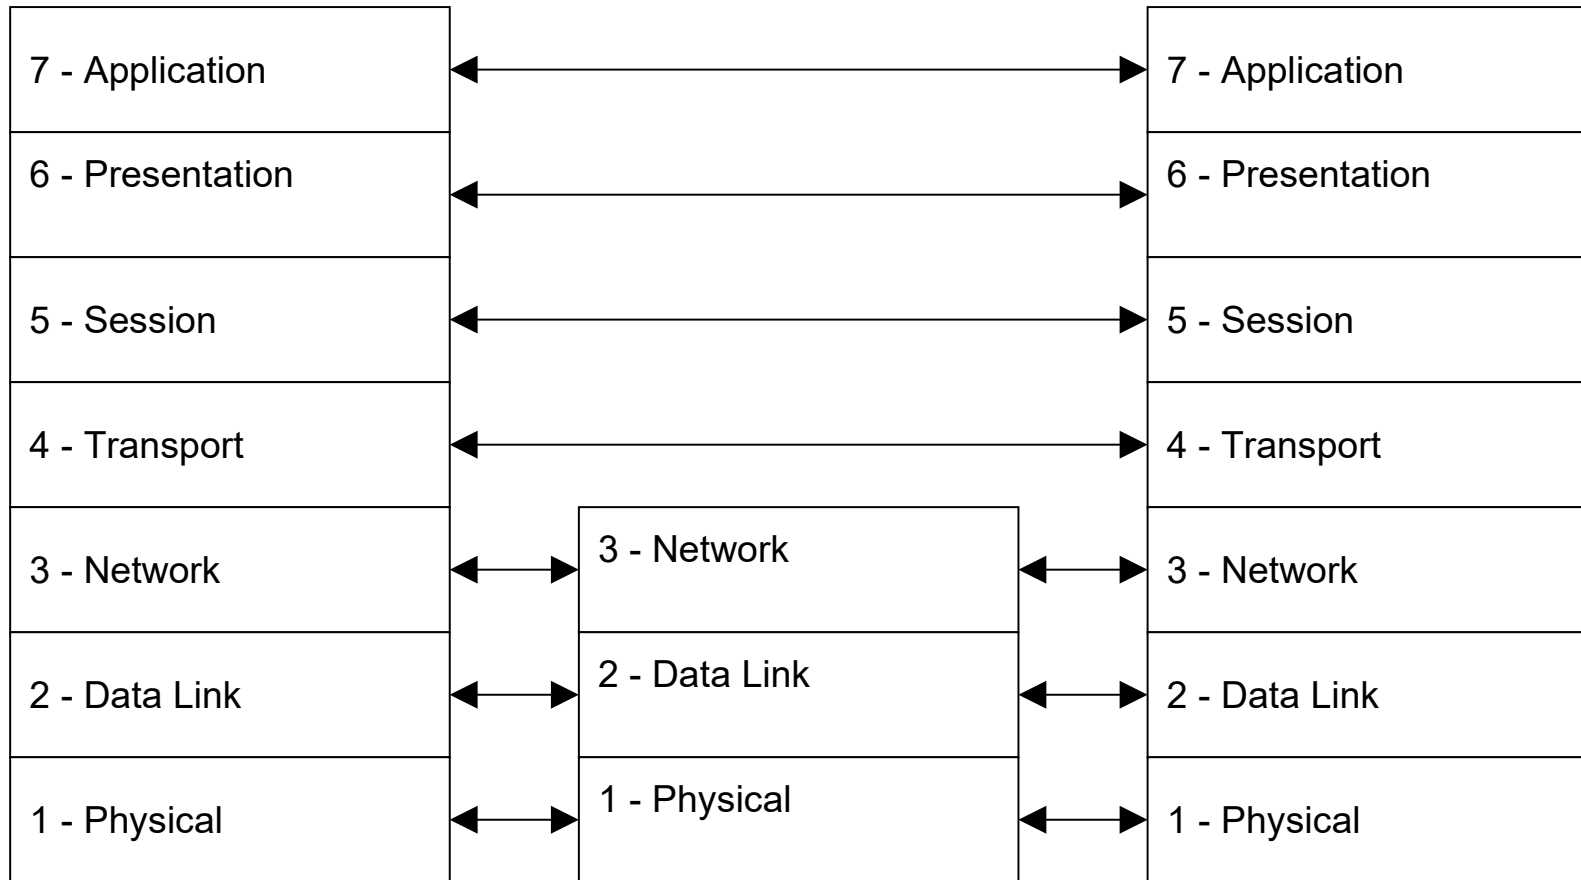 7 - Application
7 - Application
6 - Presentation
6 - Presentation
5 - Session
5 - Session
4 - Transport
4 - Transport
3 - Network
3 - Network
3 - Network
2 - Data Link
2 - Data Link
2 - Data Link
1 - Physical
1 - Physical
1 - Physical